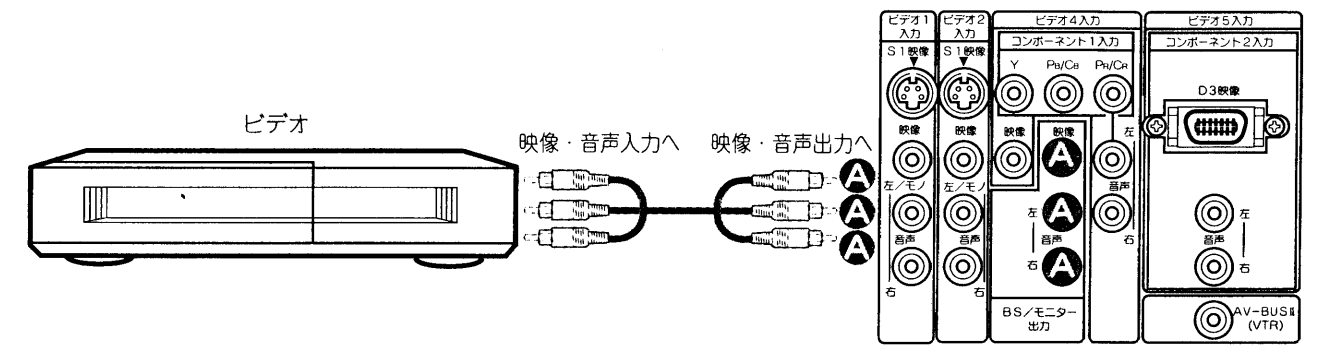 ビデオ
映像・音声入力へ
映像・音声出力へ
A
A
A
ビデオ1
入力
S1映像
映像
左/モノ
音声
右
ビデオ2
入力
S1映像
映像
左/モノ
音声
右
ビデオ4入力
コンポーネント1入力
Y
PB/CB
PR/CR
映像
映像
A
左
A
音声
右
A
BS/モニター
出力
左
音声
右
ビデオ5入力
コンポーネント2入力
D3映像
左
音声
右
AV-BUSⅡ
(VTR)